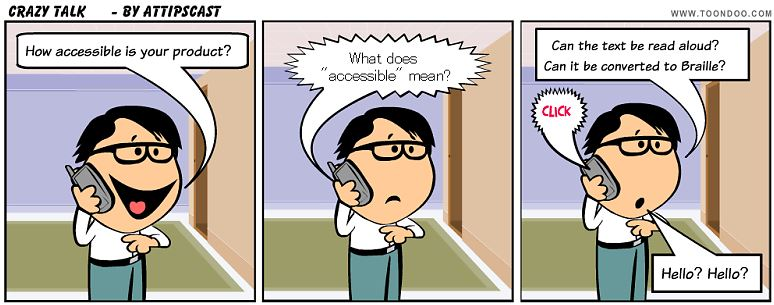 CRAZY TALK - BY ATTIPSCAST
WWW.TOONDOO.COM
How accessible is your product?
What does
"accessible" mean?
Can the text be read aloud?
Can it be converted to Braille?
CLICK
Hello? Hello?